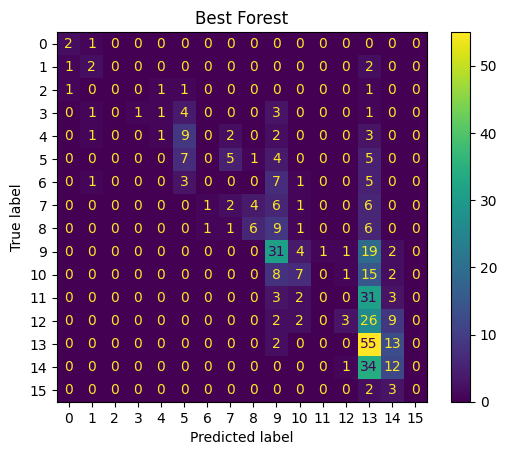 Best Forest
0 2 1 0 0 0 0 0 0 0 0 0 0 0 0 0 0
1 1 2 0 0 0 0 0 0 0 0 0 0 0 2 0 0
2 1 0 0 0 1 1 0 0 0 0 0 0 0 1 0 0
3 0 1 0 1 1 4 0 0 0 3 0 0 0 1 0 0
4 0 1 0 0 1 9 0 2 0 2 0 0 0 3 0 0
5 0 0 0 0 0 7 0 5 1 4 0 0 0 5 0 0
6 0 1 0 0 0 3 0 0 0 7 1 0 0 5 0 0
7 0 0 0 0 0 0 1 2 4 6 1 0 0 6 0 0
8 0 0 0 0 0 0 1 1 6 9 1 0 0 6 0 0
9 0 0 0 0 0 0 0 0 0 31 4 1 1 19 2 0
10 0 0 0 0 0 0 0 0 0 8 7 0 1 15 2 0
11 0 0 0 0 0 0 0 0 0 3 2 0 0 31 3 0
12 0 0 0 0 0 0 0 0 0 2 2 0 3 26 9 0
13 0 0 0 0 0 0 0 0 0 2 0 0 0 55 13 0
14 0 0 0 0 0 0 0 0 0 0 0 0 1 34 12 0
15 0 0 0 0 0 0 0 0 0 0 0 0 0 2 3 0
0 1 2 3 4 5 6 7 8 9 10 11 12 13 14 15
Predicted label
True label
50
40
30
20
10
0